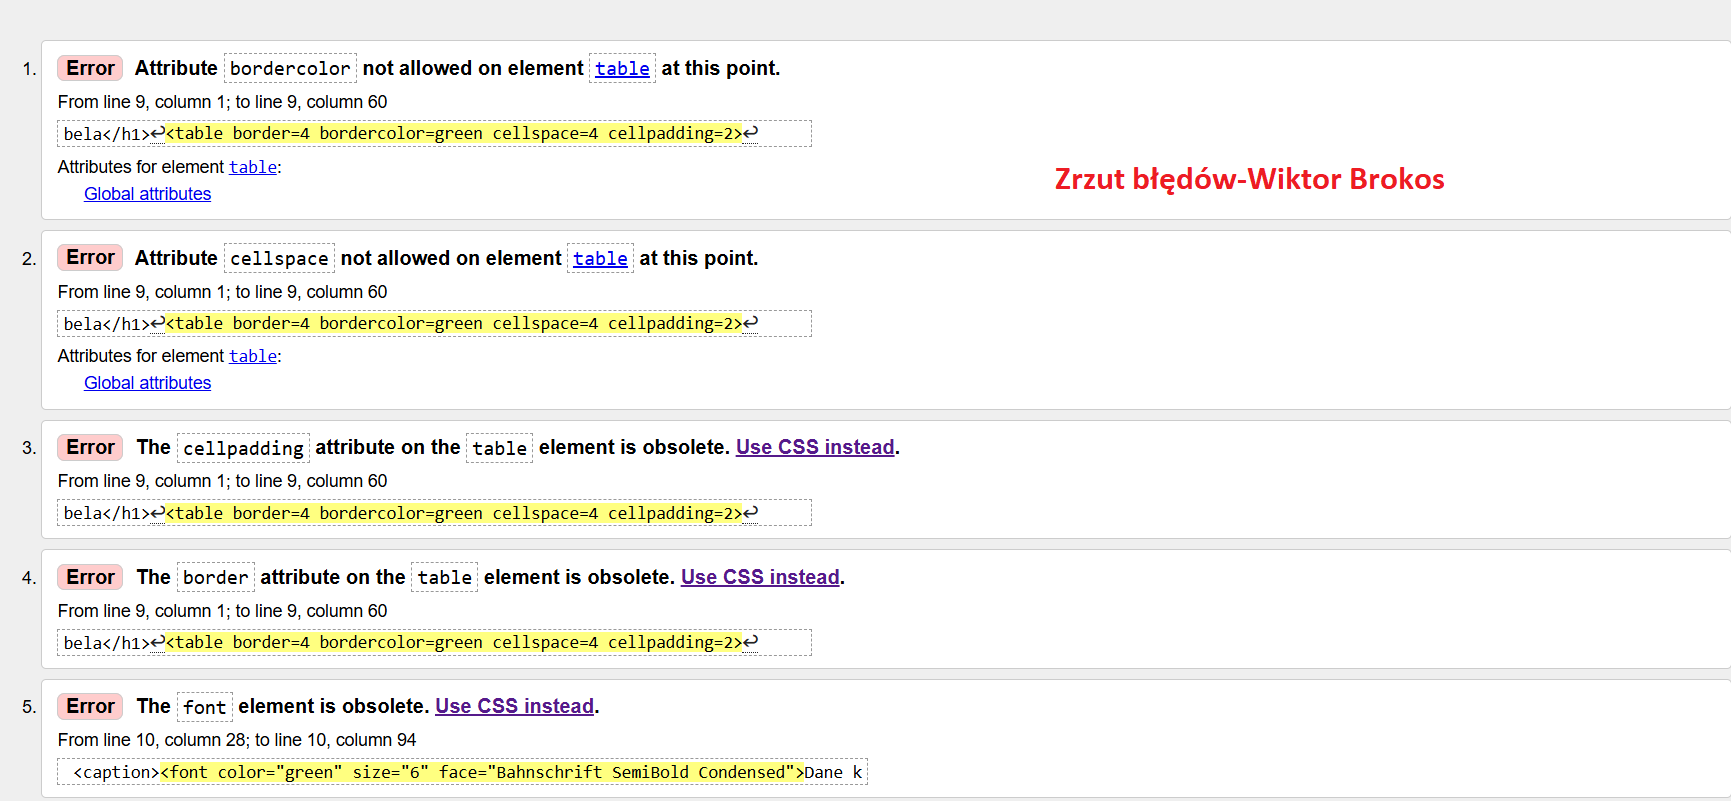 1. Error Attribute bordercolor not allowed on element table at this point.
From line 9, column 1; to line 9, column 60
bela</h1>↩<table border=4 bordercolor=green cellspace=4 cellpadding=2>↩
Attributes for element table:
Global attributes
Zrzut błędów-Wiktor Brokos
2. Error Attribute cellspace not allowed on element table at this point.
From line 9, column 1; to line 9, column 60
bela</h1>↩<table border=4 bordercolor=green cellspace=4 cellpadding=2>↩
Attributes for element table:
Global attributes
3. Error The cellpadding attribute on the table element is obsolete. Use CSS instead.
From line 9, column 1; to line 9, column 60
bela</h1>↩<table border=4 bordercolor=green cellspace=4 cellpadding=2>↩
4. Error The border attribute on the table element is obsolete. Use CSS instead.
From line 9, column 1; to line 9, column 60
bela</h1>↩<table border=4 bordercolor=green cellspace=4 cellpadding=2>↩
5. Error The font element is obsolete. Use CSS instead.
From line 10, column 28; to line 10, column 94
<caption><font color="green" size="6" face="Bahnschrift SemiBold Condensed">Dane k